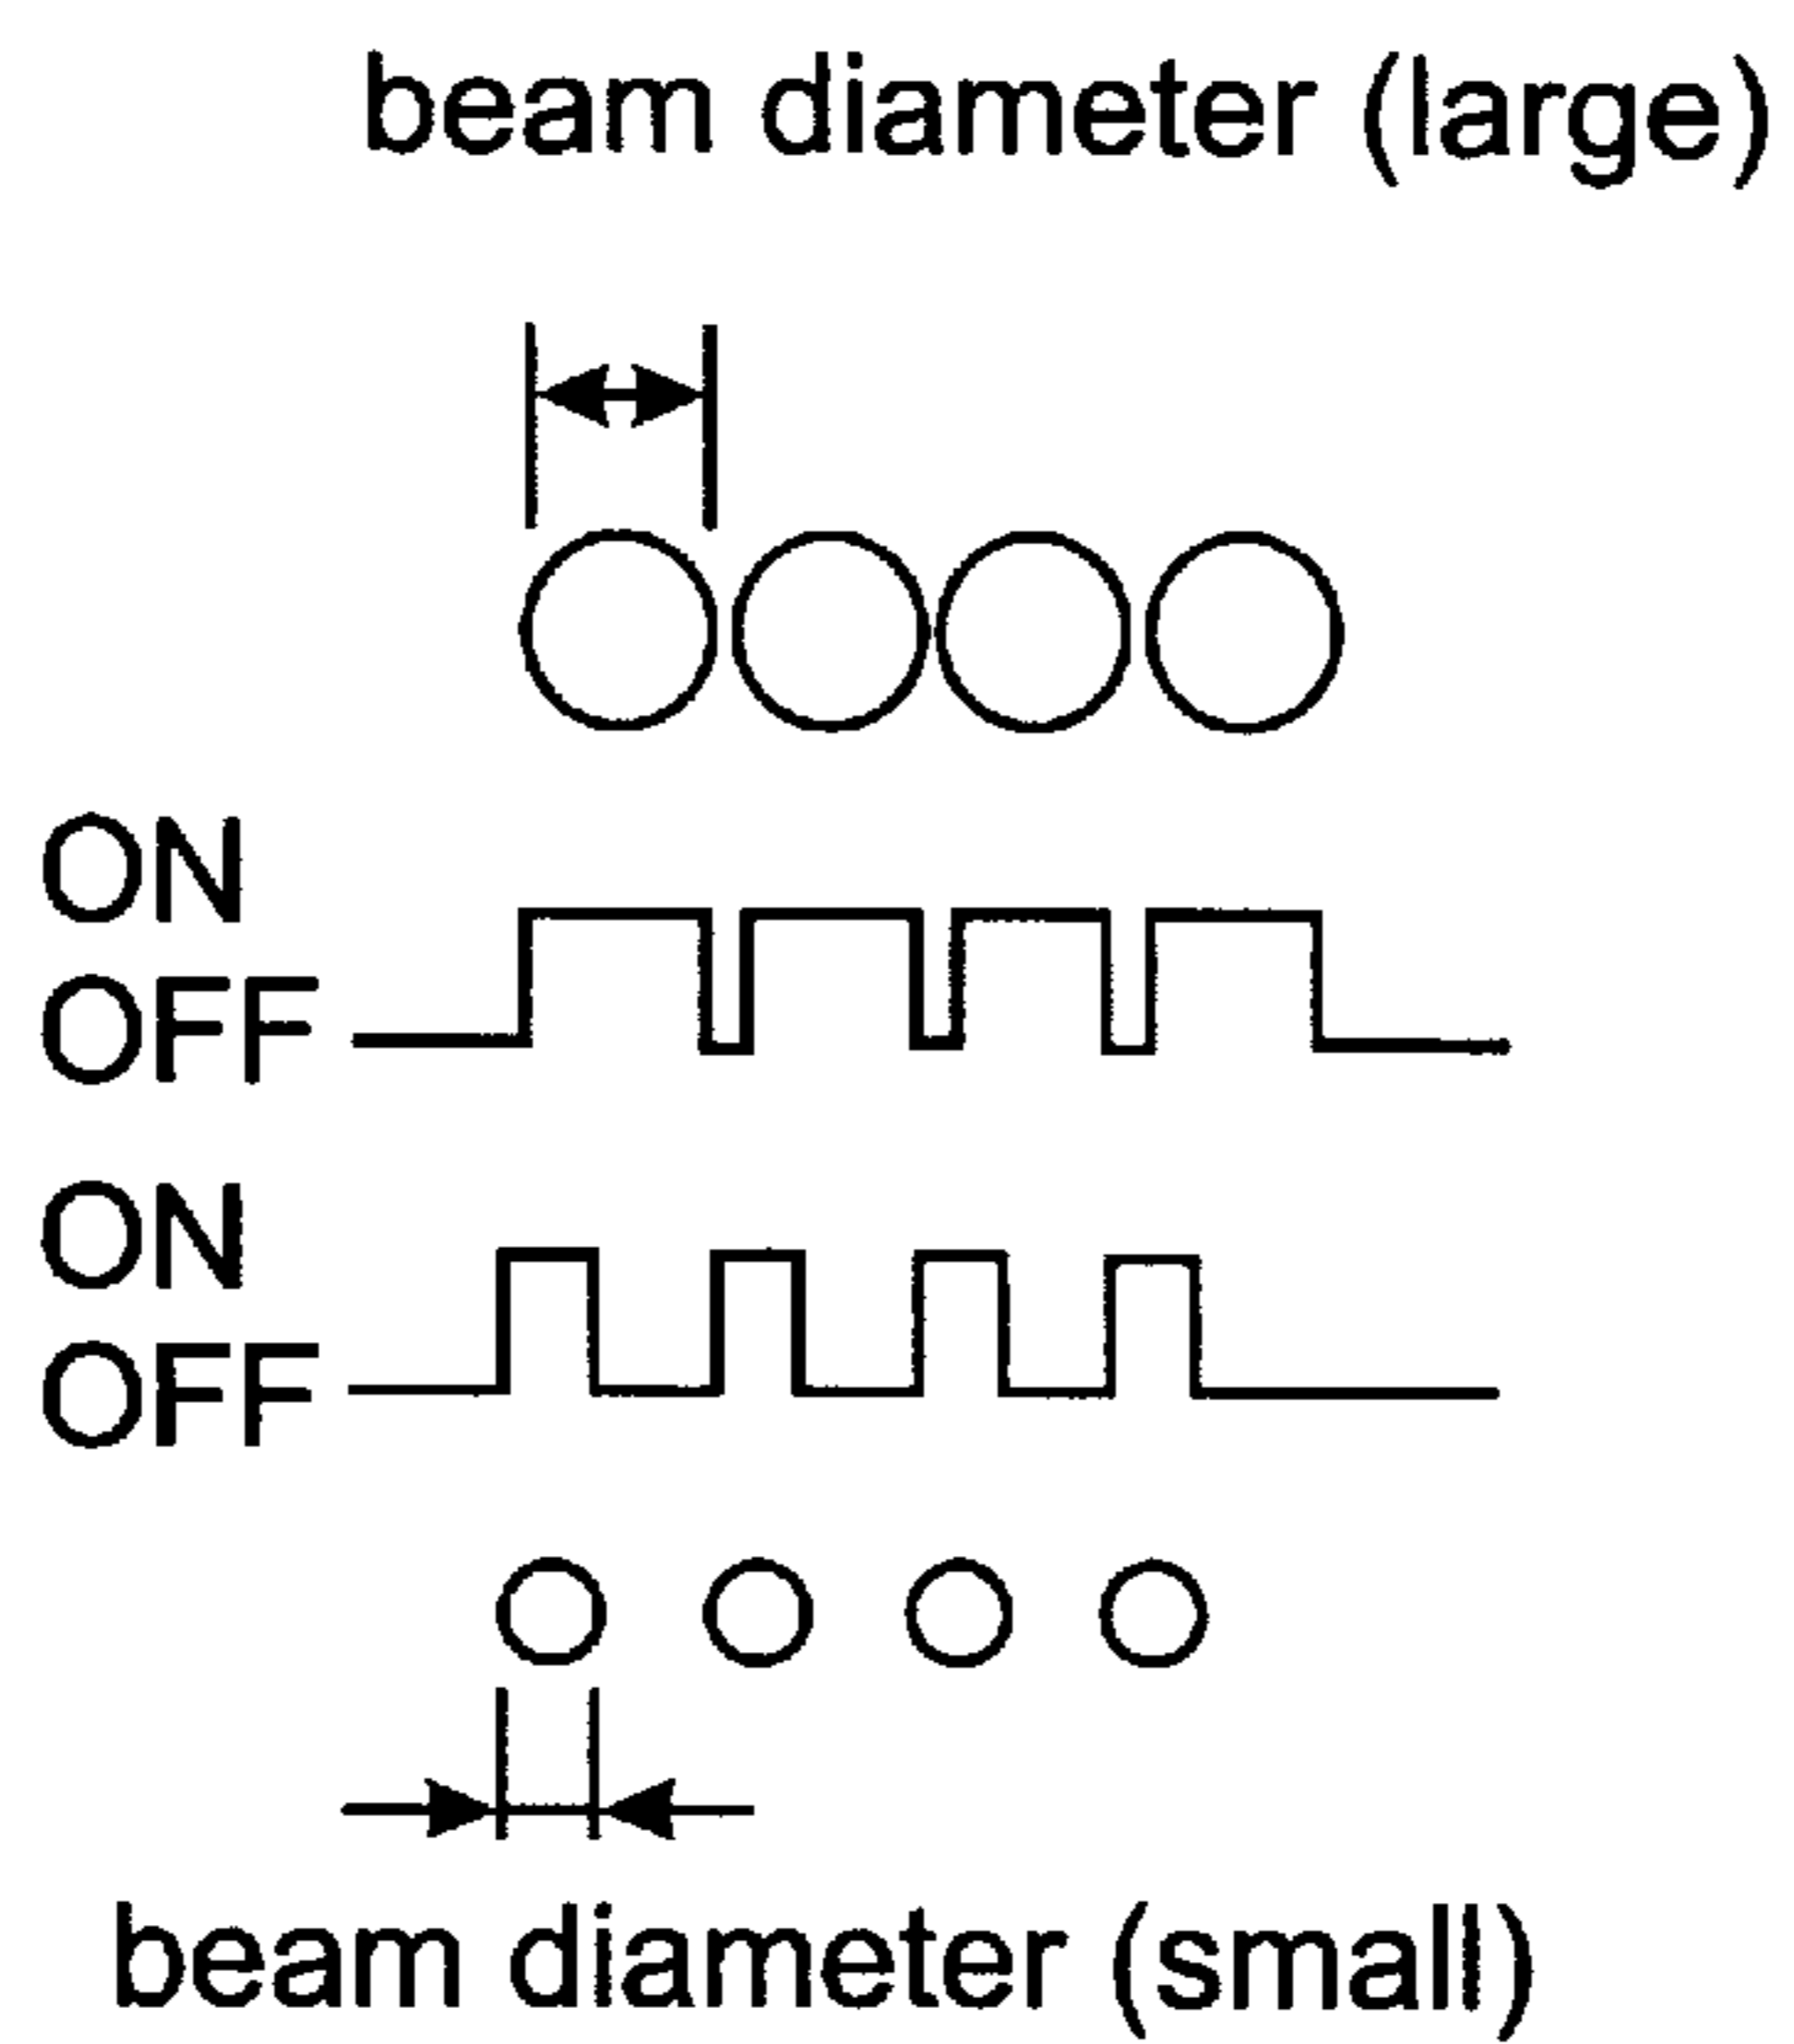 beam diameter (large)
ON
OFF
ON
OFF
beam diameter (small)